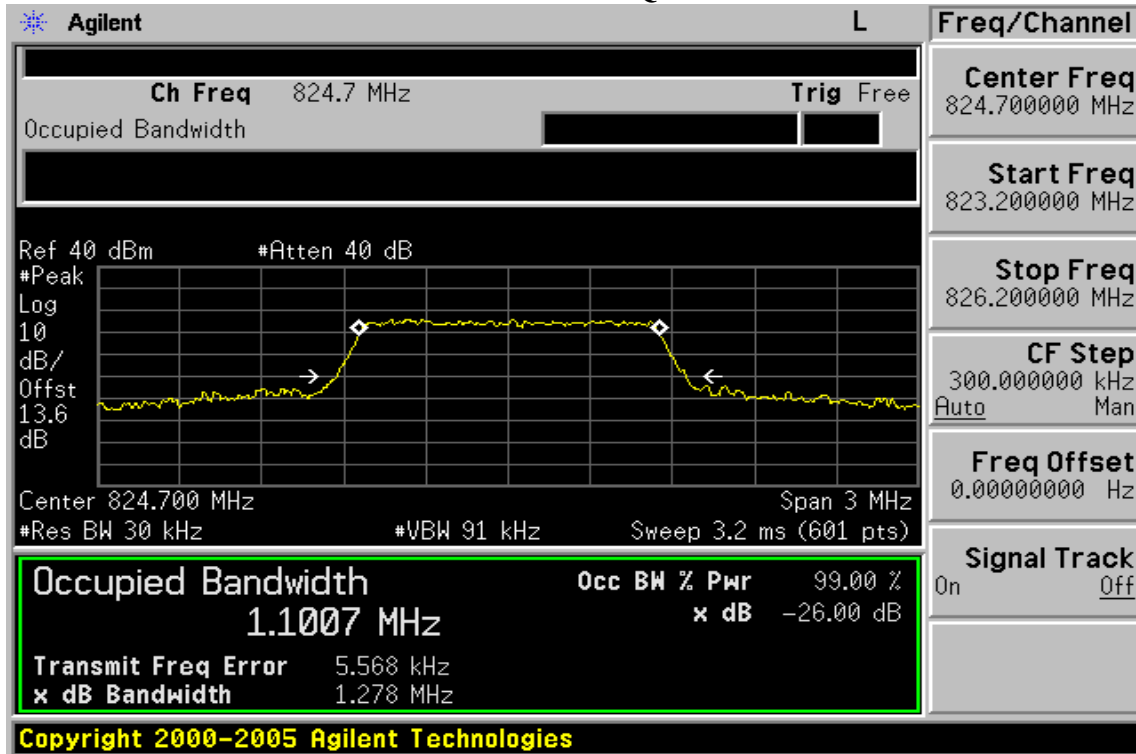 Agilent L
Ch Freq 824.7 MHz Trig Free
Occupied Bandwidth
Ref 40 dBm #Atten 40 dB
#Peak
Log
10
dB/
Offst
13.6
dB
Center 824.700 MHz Span 3 MHz
#Res BW 30 kHz #VBW 91 kHz Sweep 3.2 ms (601 pts)
Occupied Bandwidth Occ BW % Pwr 99.00 %
1.1007 MHz x dB -26.00 dB
Transmit Freq Error 5.568 kHz
x dB Bandwidth 1.278 MHz
Copyright 2000-2005 Agilent Technologies
Freq/Channel
Center Freq
824.700000 MHz
Start Freq
823.200000 MHz
Stop Freq
826.200000 MHz
CF Step
300.000000 kHz
Auto Man
Freq Offset
0.00000000 Hz
Signal Track
On Off